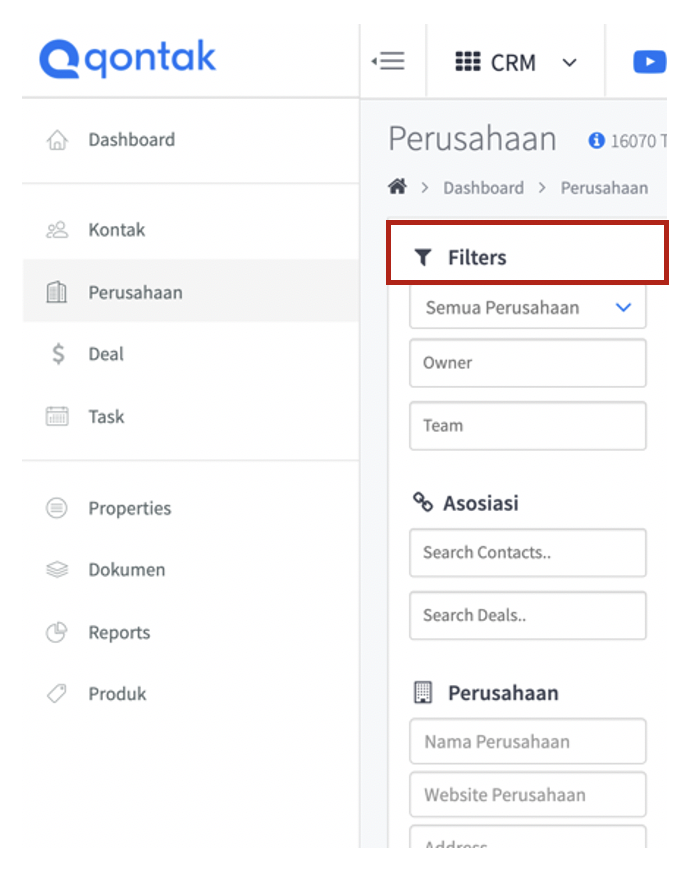 qontak
CRM
Dashboard
Kontak
Perusahaan
Deal
Task
Properties
Dokumen
Reports
Produk
Perusahaan
16070 T
Dashboard > Perusahaan
Filters
Semua Perusahaan
Owner
Team
Asosiasi
Search Contacts..
Search Deals..
Perusahaan
Nama Perusahaan
Website Perusahaan
Address